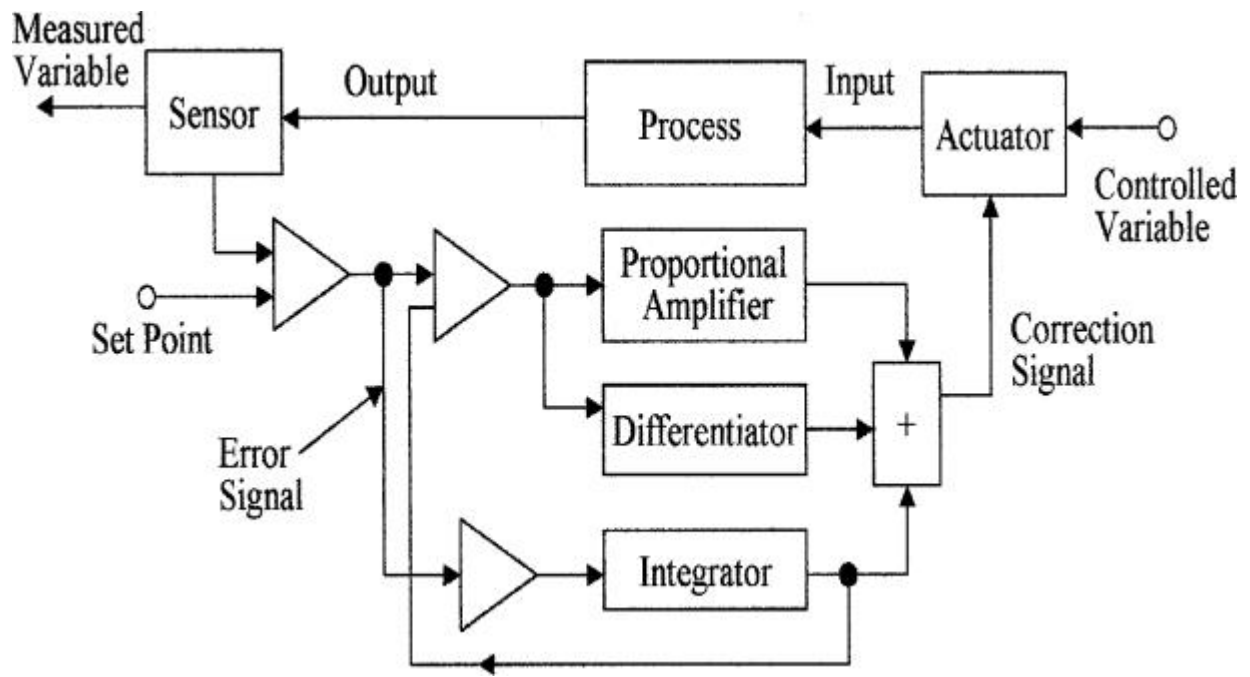 Measured
Variable
Sensor
Output
Process
Input
Actuator
Controlled
Variable
Set Point
Proportional
Amplifier
Correction
Signal
Differentiator
+
Error
Signal
Integrator